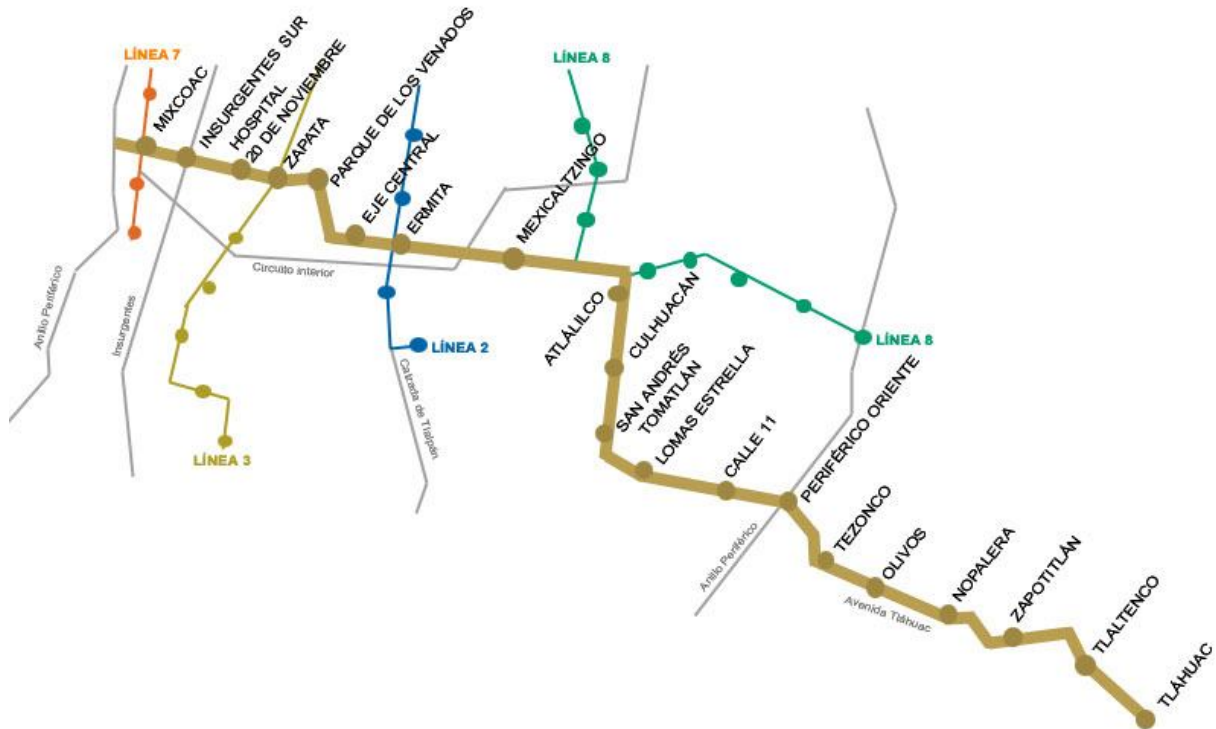 LÍNEA 7
MIXCOAC
INSURGENTES SUR
HOSPITAL
20 DE NOVIEMBRE
ZAPATA
PARQUE DE LOS VENADOS
EJE CENTRAL
ERMITA
MEXICALTZINGO
LÍNEA 8
Anillo Periférico
Insurgentes
Circuito interior
LÍNEA 3
LÍNEA 2
Calzada de Tlalpán
ATLÁLILCO
CULHUACÁN
SAN ANDRÉS
TOMATLÁN
LOMAS ESTRELLA
CALLE 11
PERIFÉRICO ORIENTE
LÍNEA 8
Anillo Periférico
TEZONCO
OLIVOS
Avenida Tláhuac
NOPALERA
ZAPOTITLÁN
TLALTENCO
TLÁHUAC